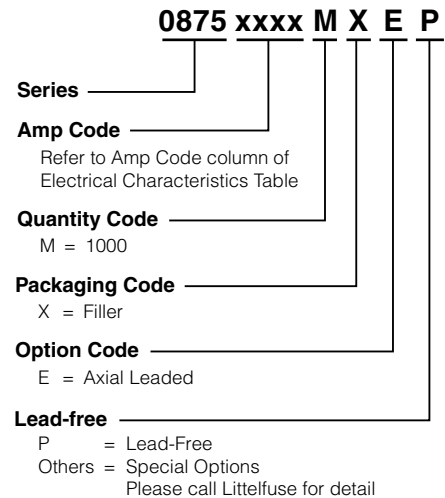 0875 xxxx M X E P
Series
Amp Code
Refer to Amp Code column of
Electrical Characteristics Table
Quantity Code
M = 1000
Packaging Code
X = Filler
Option Code
E = Axial Leaded
Lead-free
P = Lead-Free
Others = Special Options
Please call Littelfuse for detail